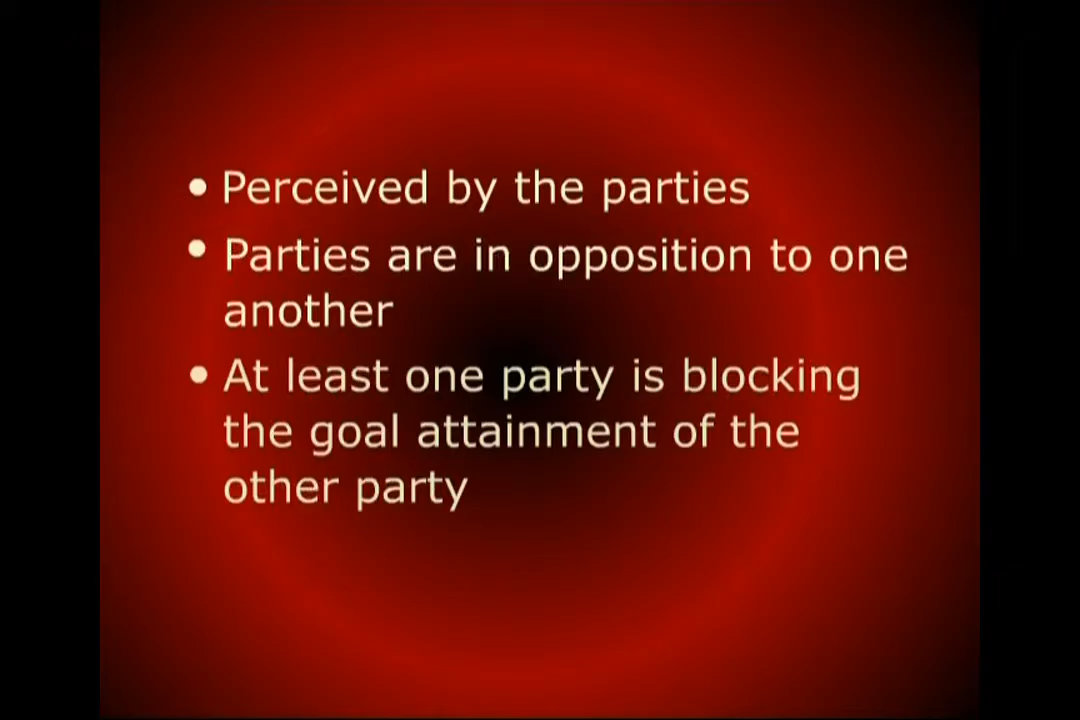 • Perceived by the parties
• Parties are in opposition to one
another
• At least one party is blocking
the goal attainment of the
other party